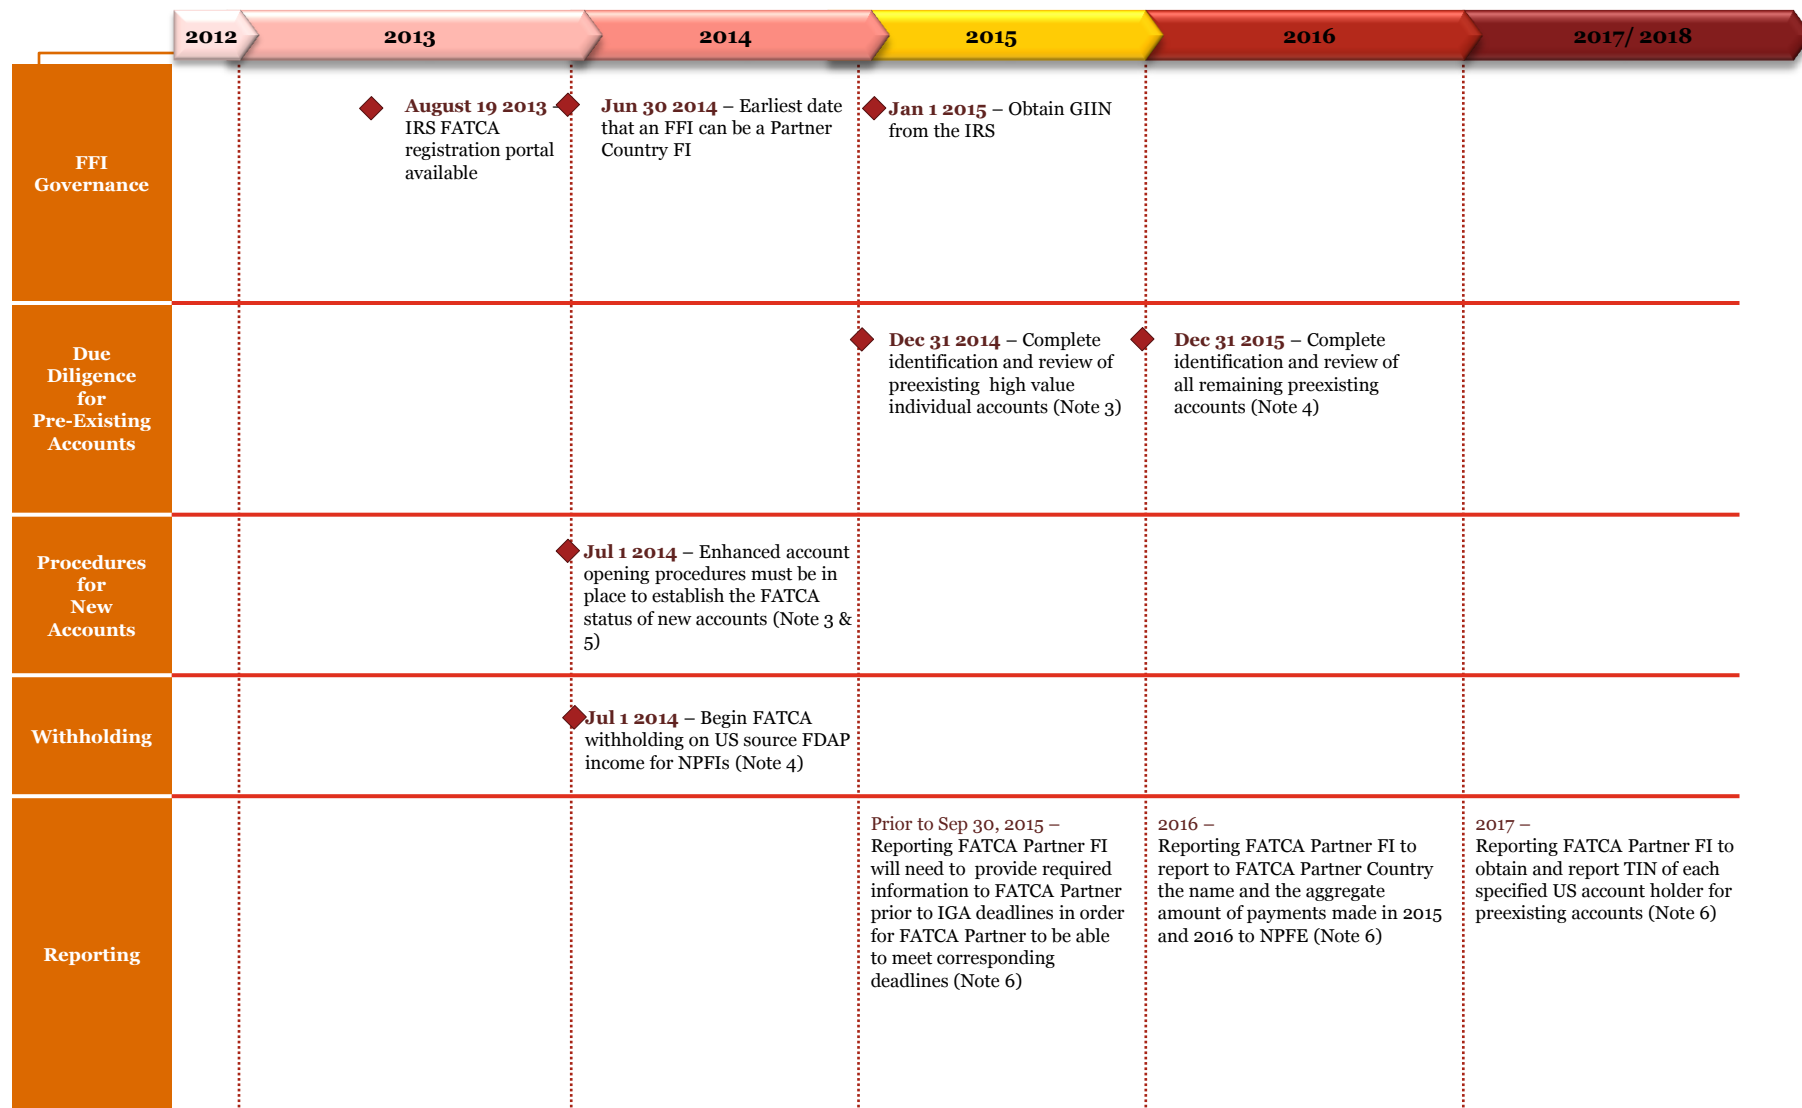 2012
2013
2014
2015
2016
2017/ 2018
FFI
Governance
August 19 2013 -
IRS FATCA
registration portal
available
Jun 30 2014 – Earliest date
that an FFI can be a Partner
Country FI
Jan 1 2015 – Obtain GIIN
from the IRS
Due
Diligence
for
Pre-Existing
Accounts
Dec 31 2014 – Complete
identification and review of
preexisting high value
individual accounts (Note 3)
Dec 31 2015 – Complete
identification and review of
all remaining preexisting
accounts (Note 4)
Procedures
for
New
Accounts
Jul 1 2014 – Enhanced account
opening procedures must be in
place to establish the FATCA
status of new accounts (Note 3 &
5)
Withholding
Jul 1 2014 – Begin FATCA
withholding on US source FDAP
income for NPFIs (Note 4)
Reporting
Prior to Sep 30, 2015 –
Reporting FATCA Partner FI
will need to provide required
information to FATCA Partner
prior to IGA deadlines in order
for FATCA Partner to be able
to meet corresponding
deadlines (Note 6)
2016 –
Reporting FATCA Partner FI to
report to FATCA Partner Country
the name and the aggregate
amount of payments made in 2015
and 2016 to NPFE (Note 6)
2017 –
Reporting FATCA Partner FI to
obtain and report TIN of each
specified US account holder for
preexisting accounts (Note 6)